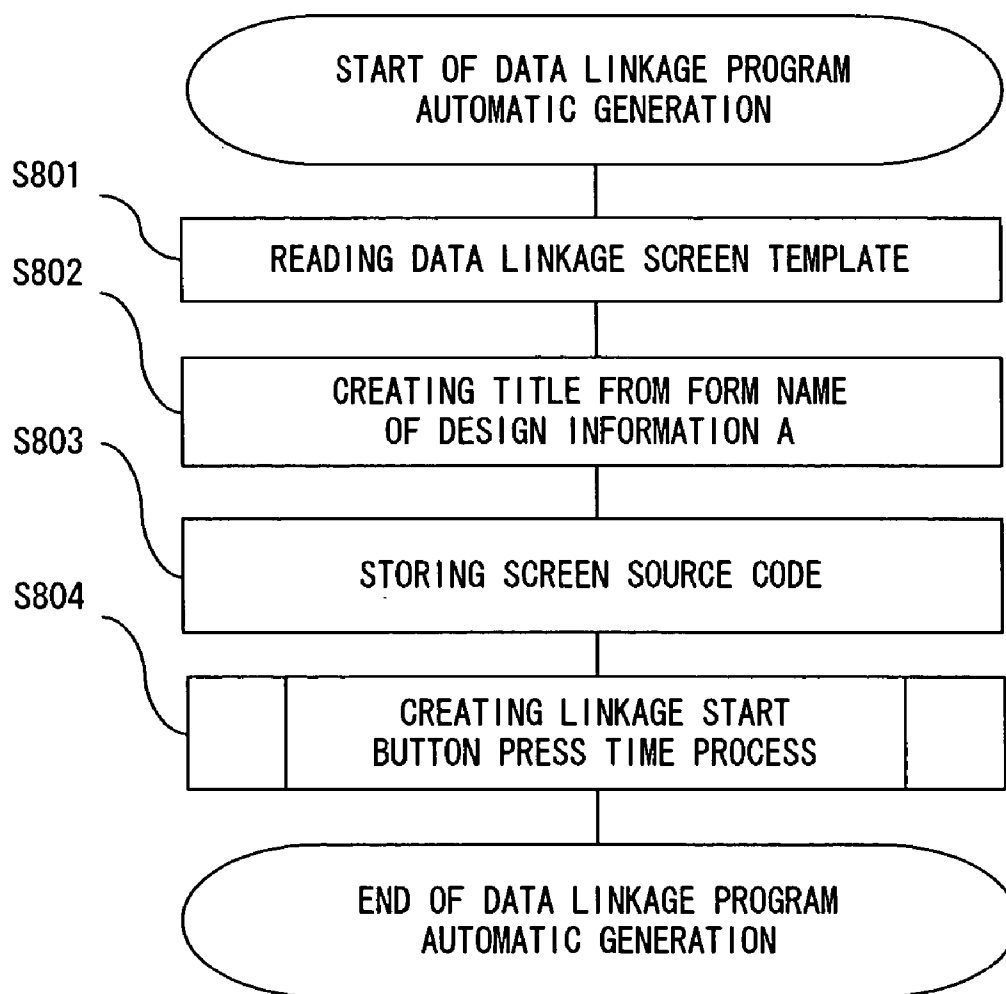 START OF DATA LINKAGE PROGRAM
AUTOMATIC GENERATION
S801
READING DATA LINKAGE SCREEN TEMPLATE
S802
CREATING TITLE FROM FORM NAME
OF DESIGN INFORMATION A
S803
STORING SCREEN SOURCE CODE
S804
CREATING LINKAGE START
BUTTON PRESS TIME PROCESS
END OF DATA LINKAGE PROGRAM
AUTOMATIC GENERATION